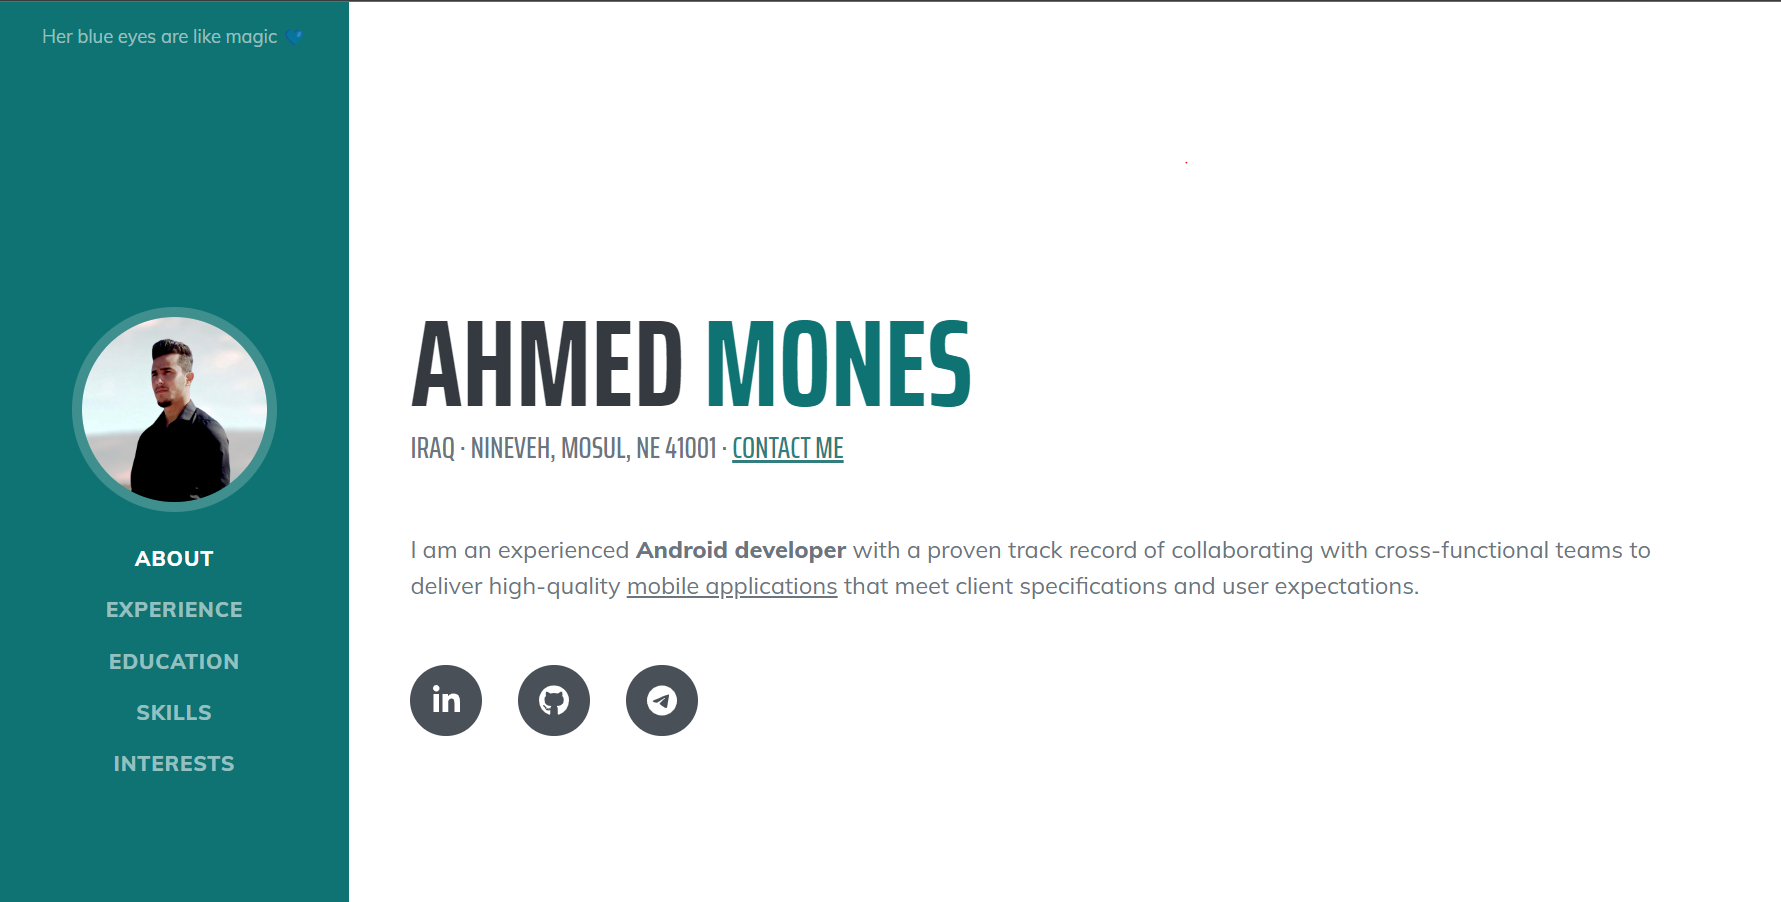 Her blue eyes are like magic 💙
ABOUT
EXPERIENCE
EDUCATION
SKILLS
INTERESTS
AHMED MONES
IRAQ · NINEVEH, MOSUL, NE 41001 · CONTACT ME
I am an experienced Android developer with a proven track record of collaborating with cross-functional teams to
deliver high-quality mobile applications that meet client specifications and user expectations.
in